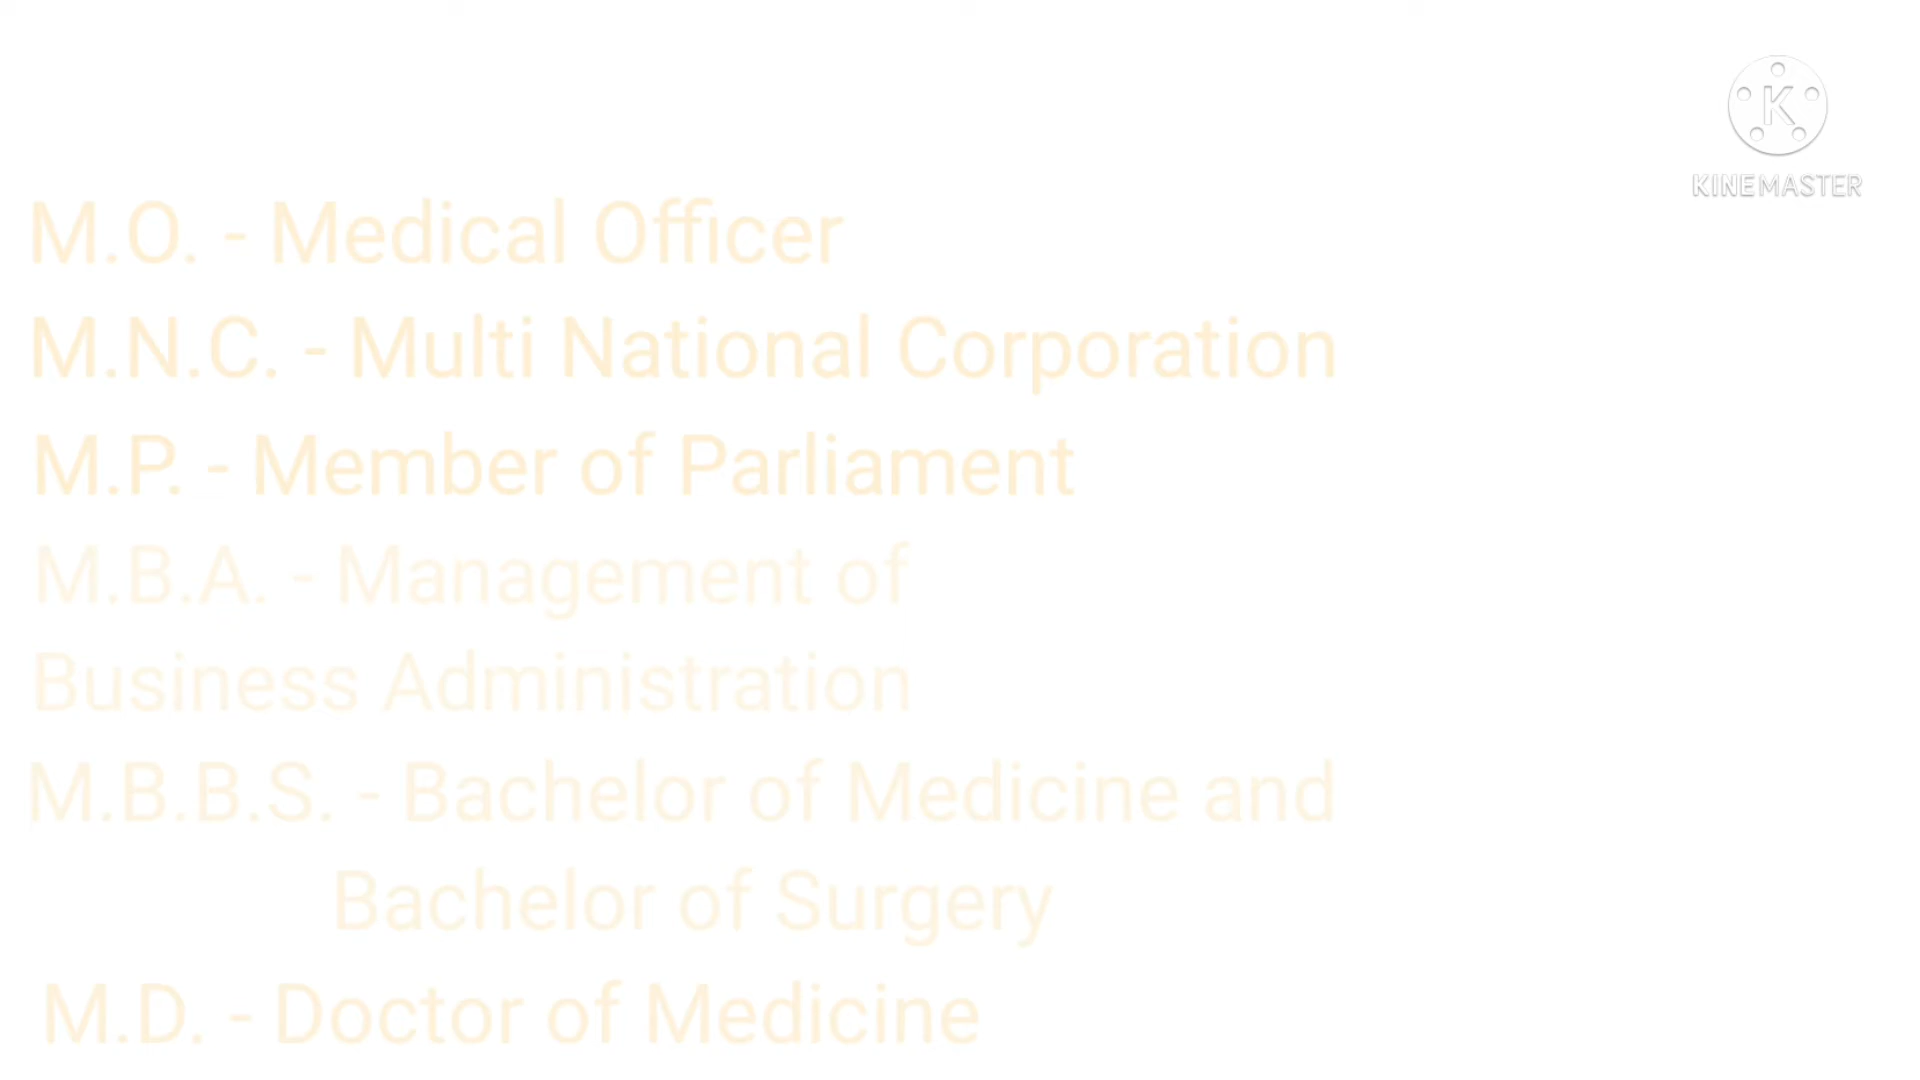 KINEMASTER
M.O. - Medical Officer
M.N.C. - Multi National Corporation
M.P. - Member of Parliament
M.B.A. - Management of
Business Administration
M.B.B.S. - Bachelor of Medicine and
Bachelor of Surgery
M.D. - Doctor of Medicine